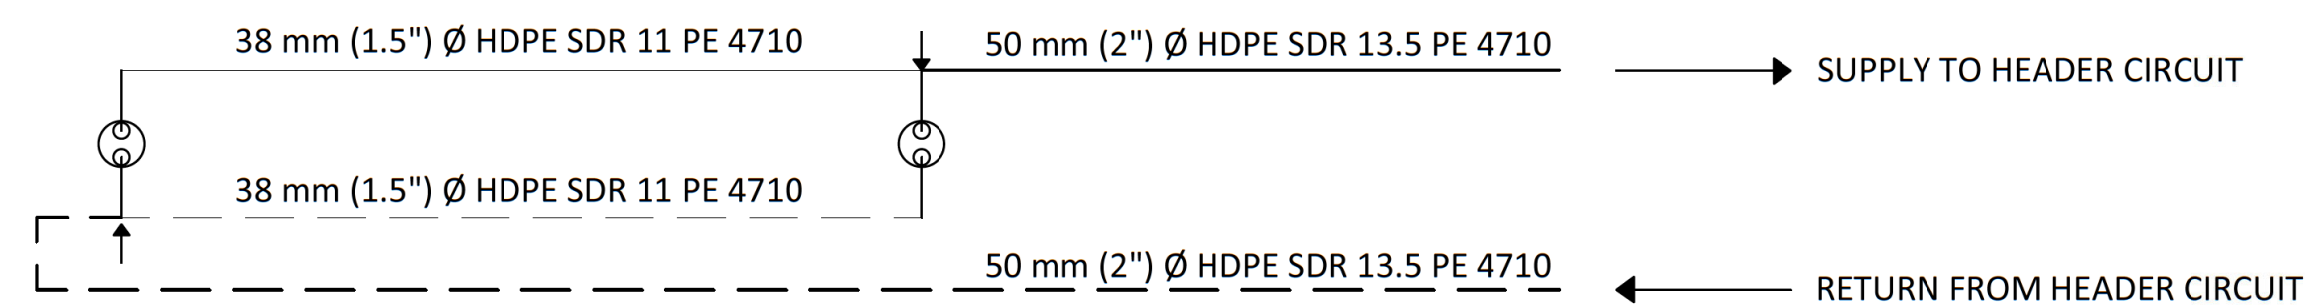 38 mm (1.5") Ø HDPE SDR 11 PE 4710
50 mm (2") Ø HDPE SDR 13.5 PE 4710
SUPPLY TO HEADER CIRCUIT
38 mm (1.5") Ø HDPE SDR 11 PE 4710
50 mm (2") Ø HDPE SDR 13.5 PE 4710
RETURN FROM HEADER CIRCUIT